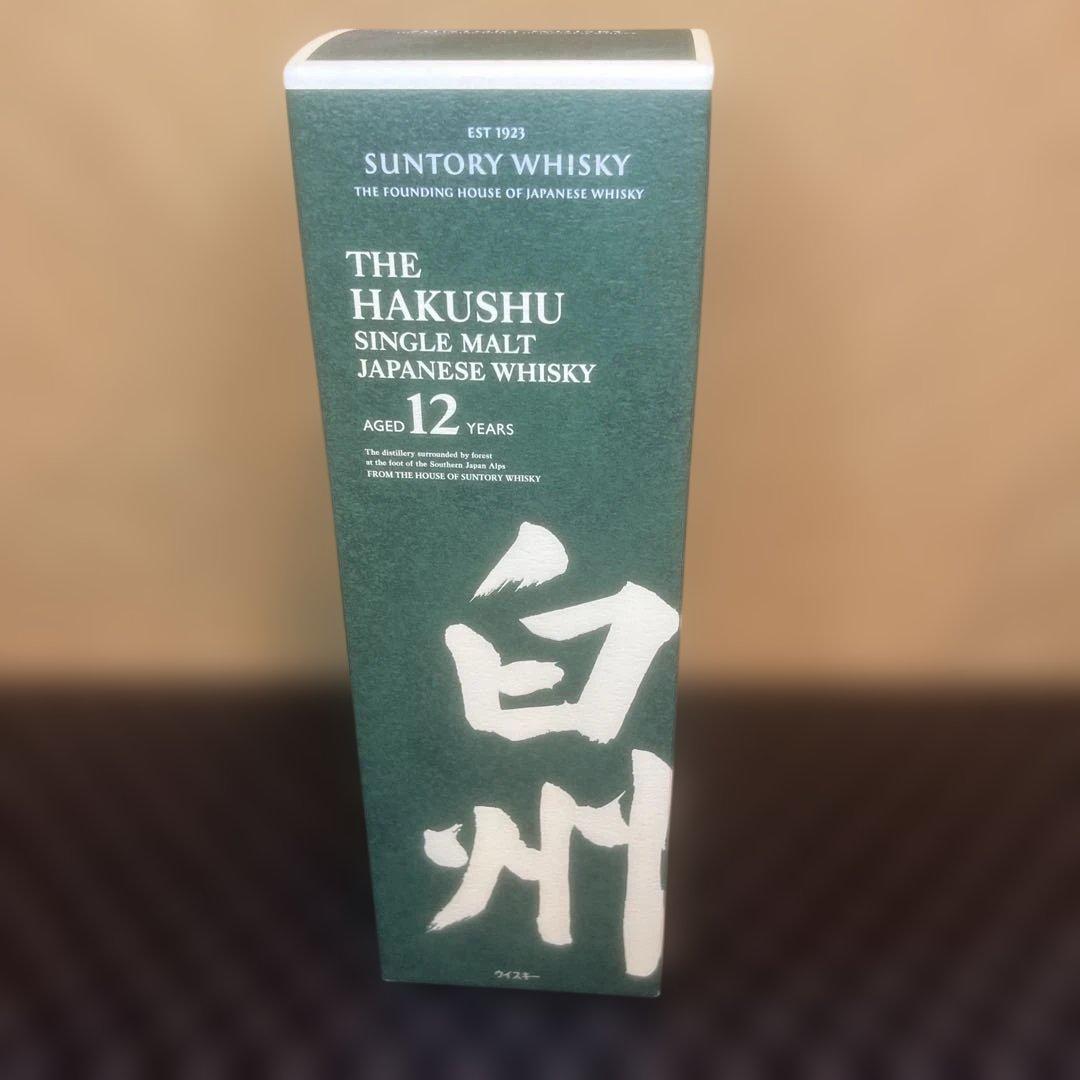 EST 1923
SUNTORY WHISKY
THE FOUNDING HOUSE OF JAPANESE WHISKY
THE
HAKUSHU
SINGLE MALT
JAPANESE WHISKY
AGED 12 YEARS
The distillery surrounded by forest
at the foot of the Southern Japan Alps
FROM THE HOUSE OF SUNTORY WHISKY
白州
ウイスキー